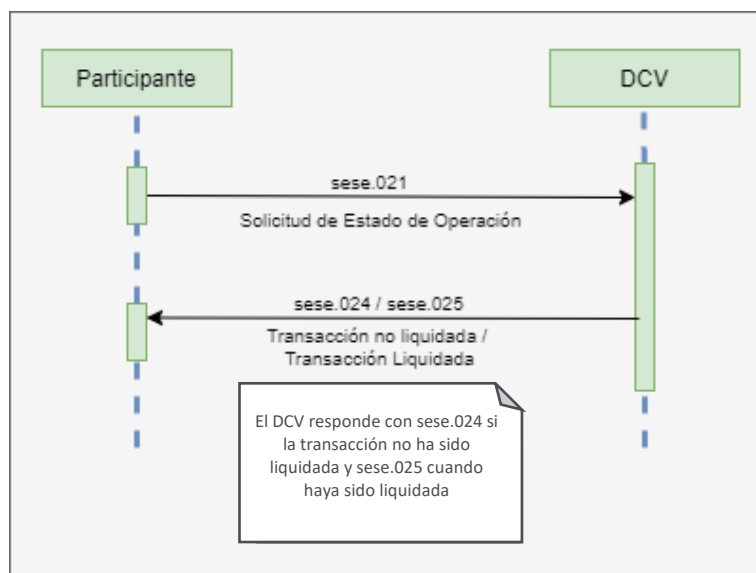 Participante
DCV
sese.021
Solicitud de Estado de Operación
sese.024 / sese.025
Transacción no liquidada /
Transacción Liquidada
El DCV responde con sese.024 si
la transacción no ha sido
liquidada y sese.025 cuando
haya sido liquidada